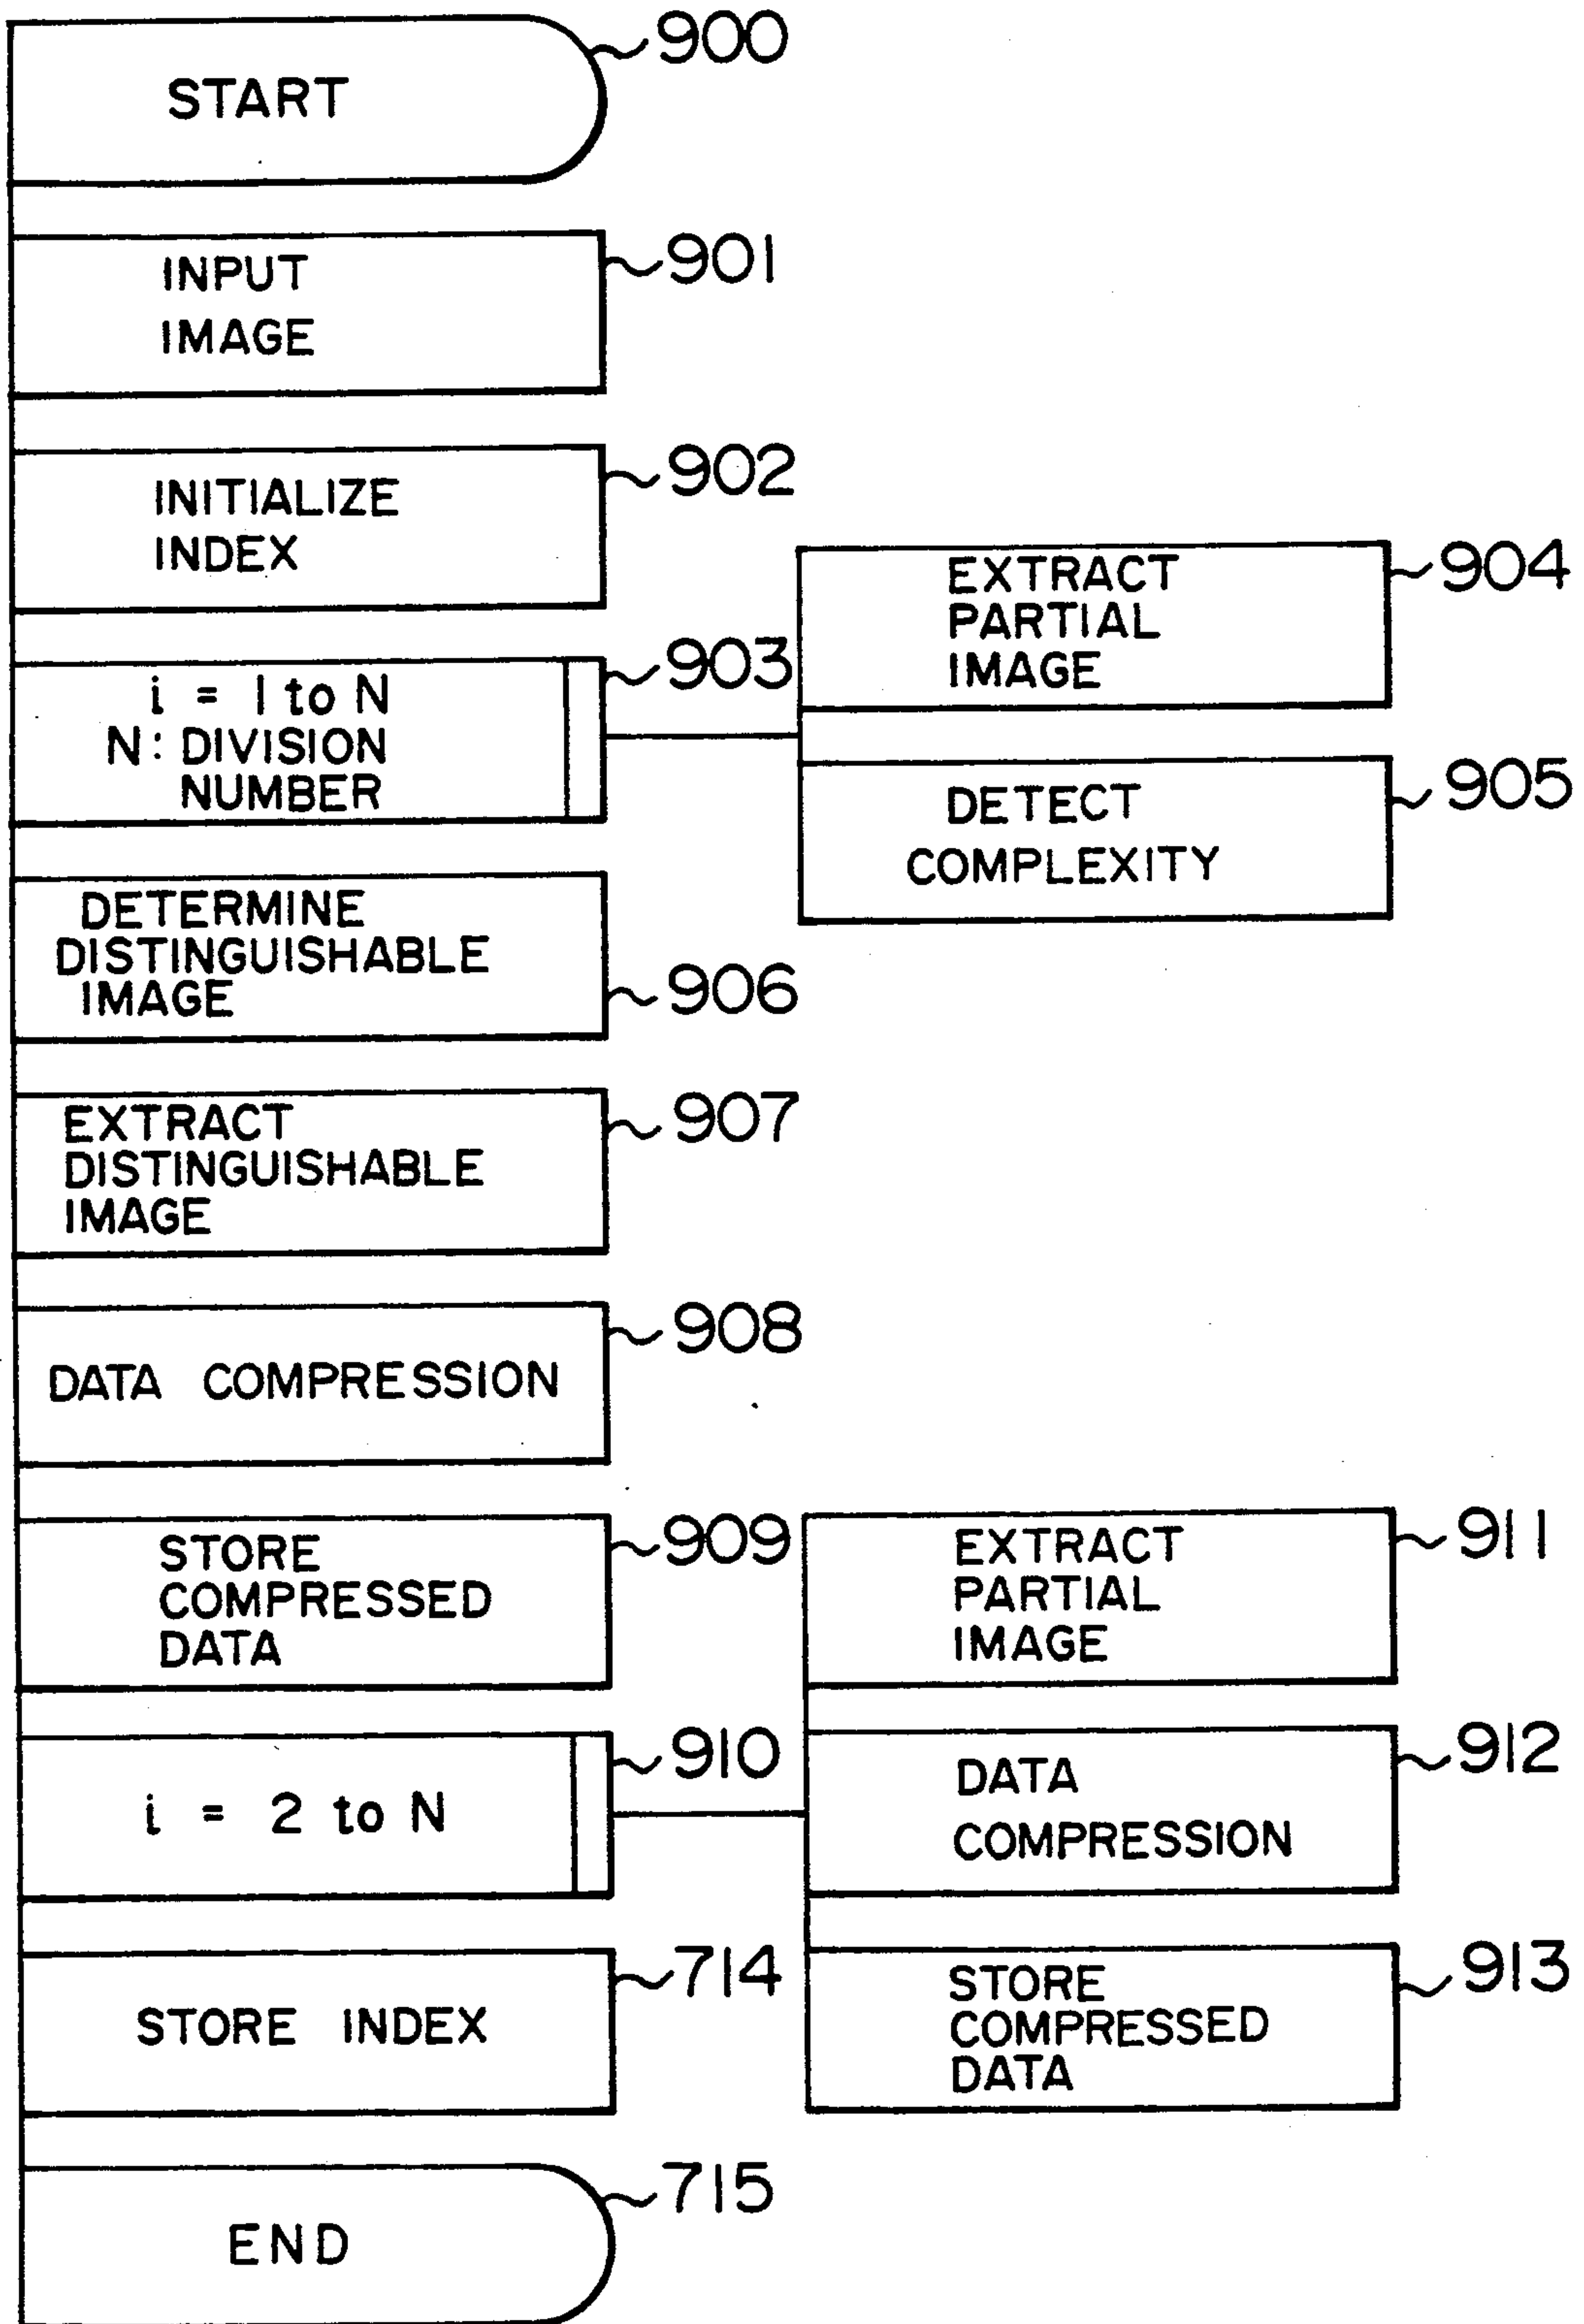 900
START
901
INPUT
IMAGE
902
INITIALIZE
INDEX
903
i = 1 to N
N: DIVISION
NUMBER
904
EXTRACT
PARTIAL
IMAGE
905
DETECT
COMPLEXITY
DETERMINE
DISTINGUISHABLE
IMAGE
906
907
EXTRACT
DISTINGUISHABLE
IMAGE
908
DATA COMPRESSION
909
STORE
COMPRESSED
DATA
910
i = 2 to N
911
EXTRACT
PARTIAL
IMAGE
912
DATA
COMPRESSION
913
STORE
COMPRESSED
DATA
714
STORE INDEX
715
END